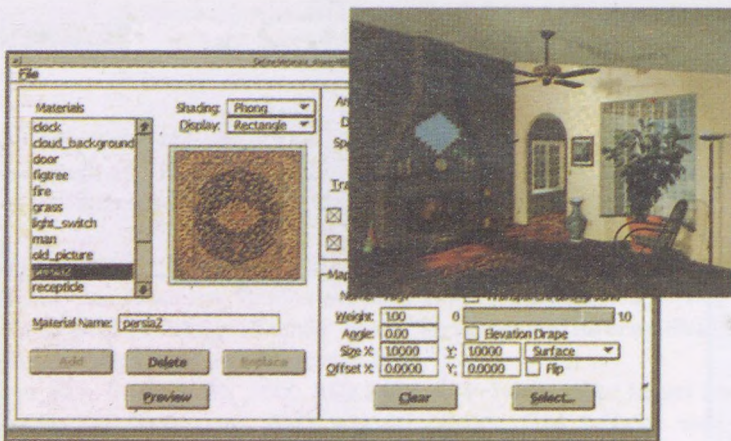 File
Materials
clock
cloud_background
door
figtree
fire
grass
light_switch
man
old_picture
persia2
recepticle
Shading: Phong
Display: Rectangle
Material Name: persia2
Add Delete Replace
Preview
Weight: 1.00 0 1.0
Angle: 0.00 Elevation Drape
Size X: 1.0000 Y: 1.0000 Surface
Offset X: 0.0000 Y: 0.0000 Flip
Clear Select...